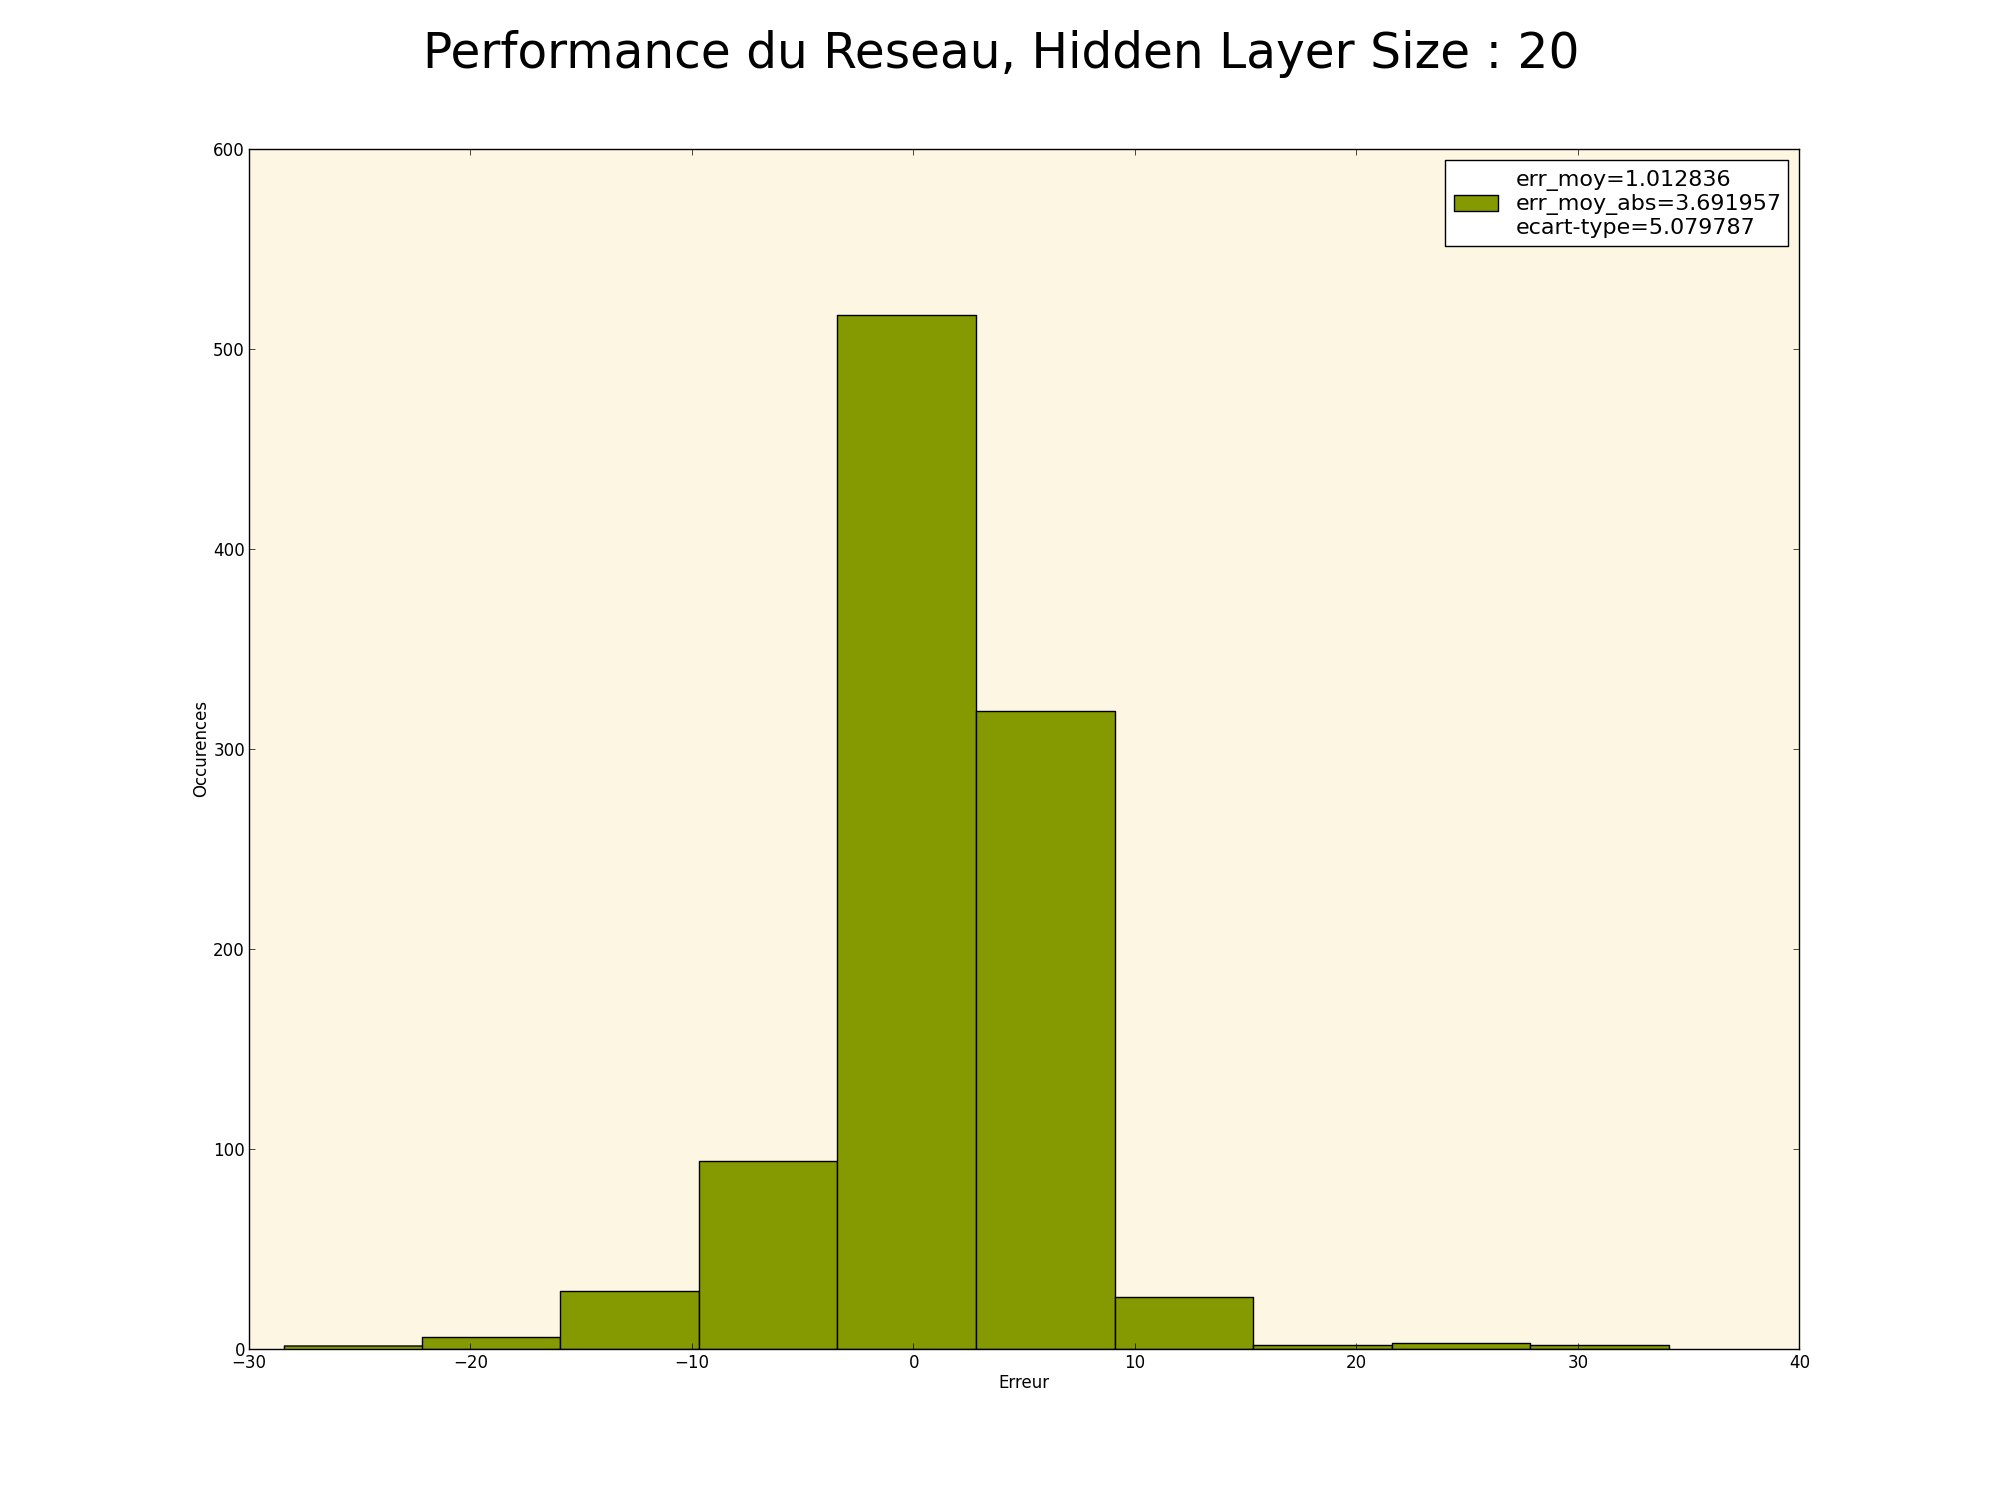 Performance du Reseau, Hidden Layer Size : 20
err_moy=1.012836
err_moy_abs=3.691957
ecart-type=5.079787
600
500
400
300
200
100
0
Occurences
−30
−20
−10
0
10
20
30
40
Erreur